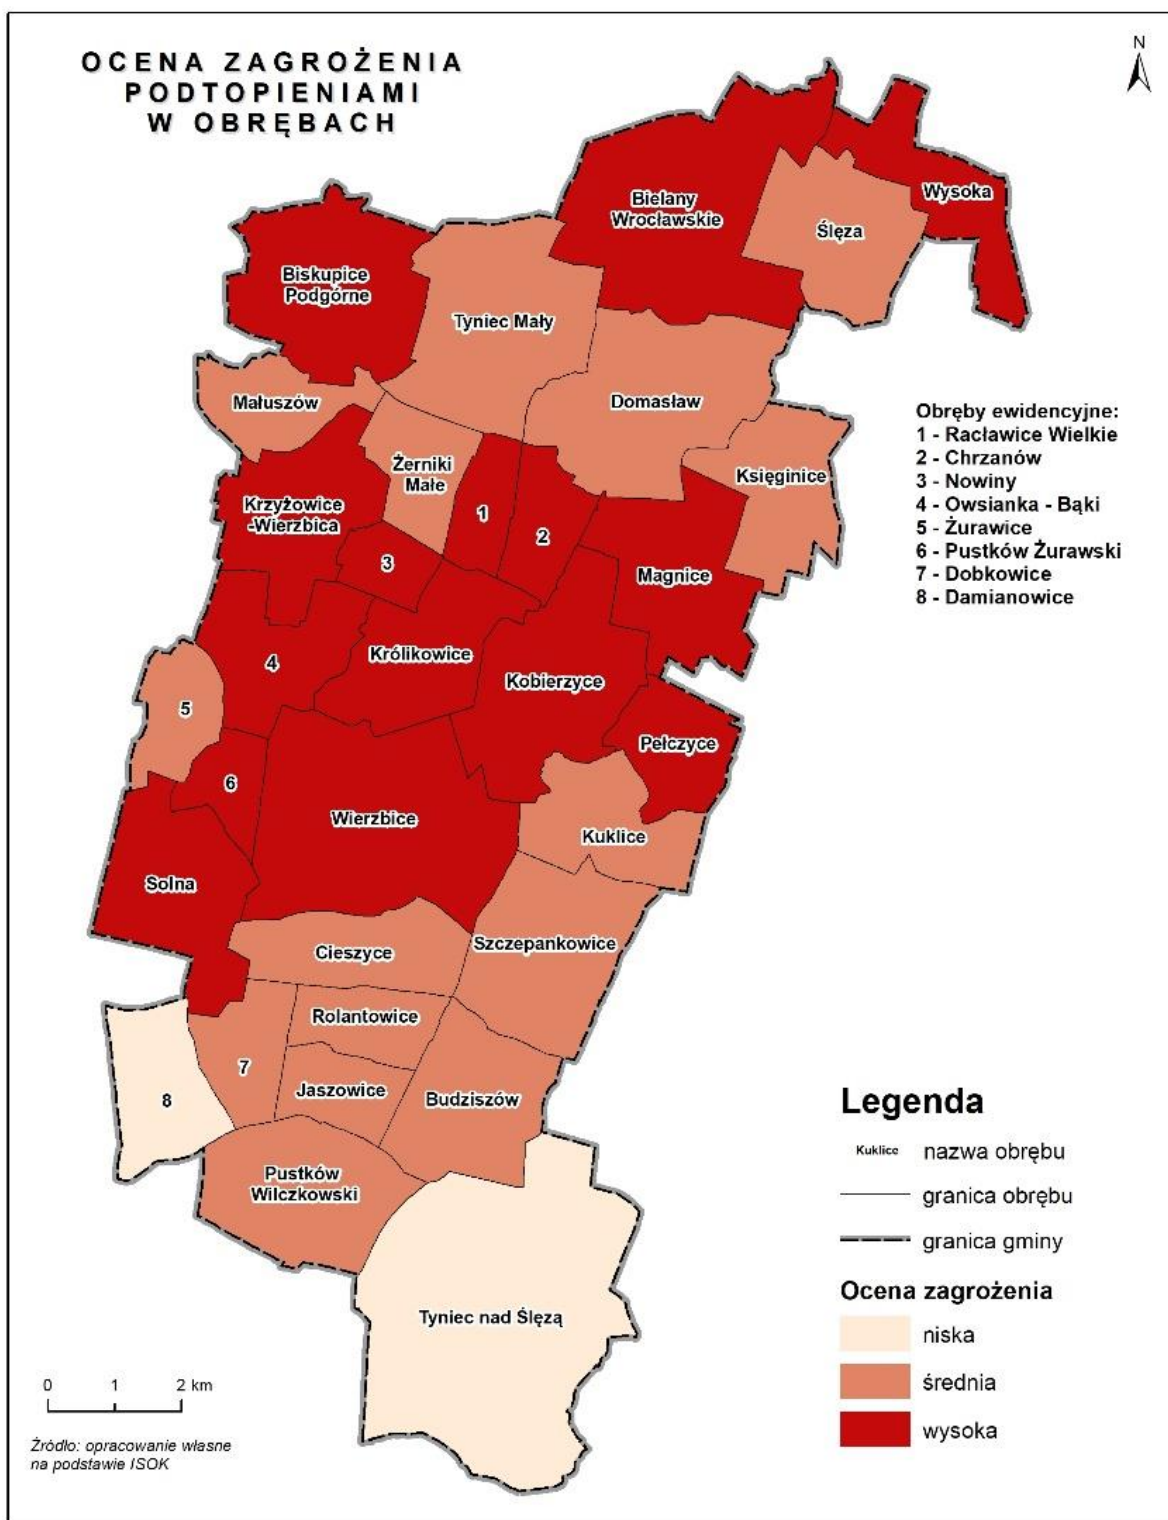 OCENA ZAGROŻENIA
PODTOPIENIAMI
W OBRĘBACH
N
Wysoka
Bielany
Wrocławskie
Ślęza
Biskupice
Podgórne
Tyniec Mały
Małuszów
Domasław
Obręby ewidencyjne:
1 - Racławice Wielkie
2 - Chrzanów
3 - Nowiny
4 - Owsianka - Bąki
5 - Żurawice
6 - Pustków Żurawski
7 - Dobkowice
8 - Damianowice
Żerniki
Małe
Księginice
Krzyżowice
-Wierzbica
1
2
3
Magnice
4
Królikowice
Kobierzyce
5
Pełczyce
6
Wierzbice
Kuklice
Solna
Cieszyce
Szczepankowice
Rolantowice
7
Jaszowice
Budziszów
8
Pustków
Wilczkowski
Tyniec nad Ślęzą
Legenda
Kuklice nazwa obrębu
granica obrębu
granica gminy
Ocena zagrożenia
niska
średnia
wysoka
0 1 2 km
Źródło: opracowanie własne
na podstawie ISOK